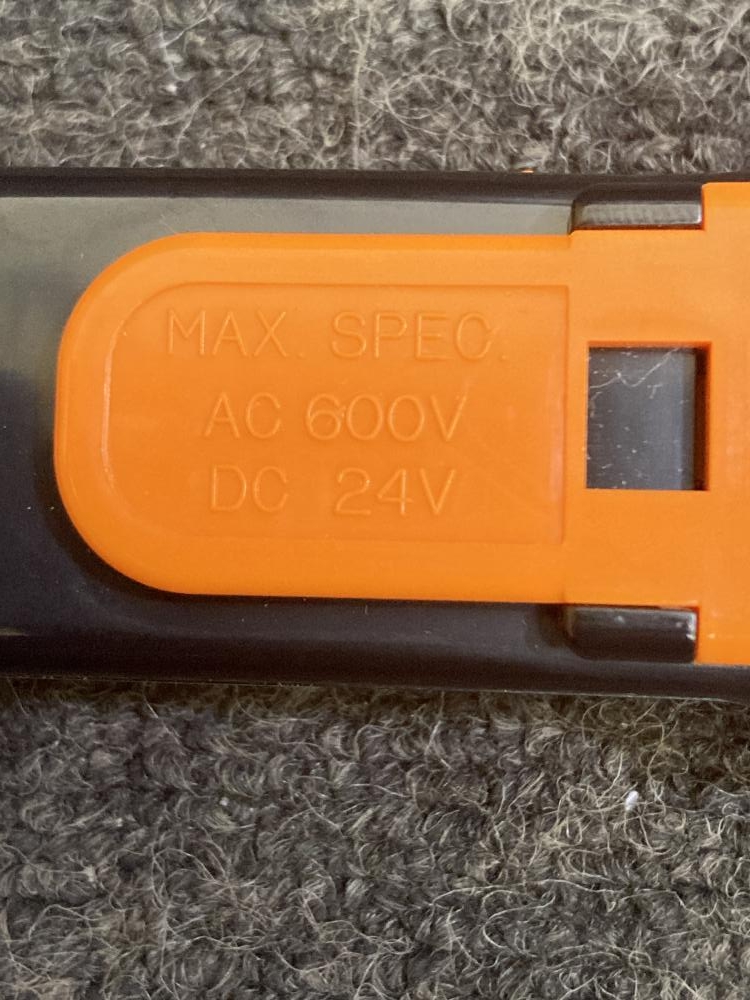 MAX. SPEC.
AC 600V
DC 24V